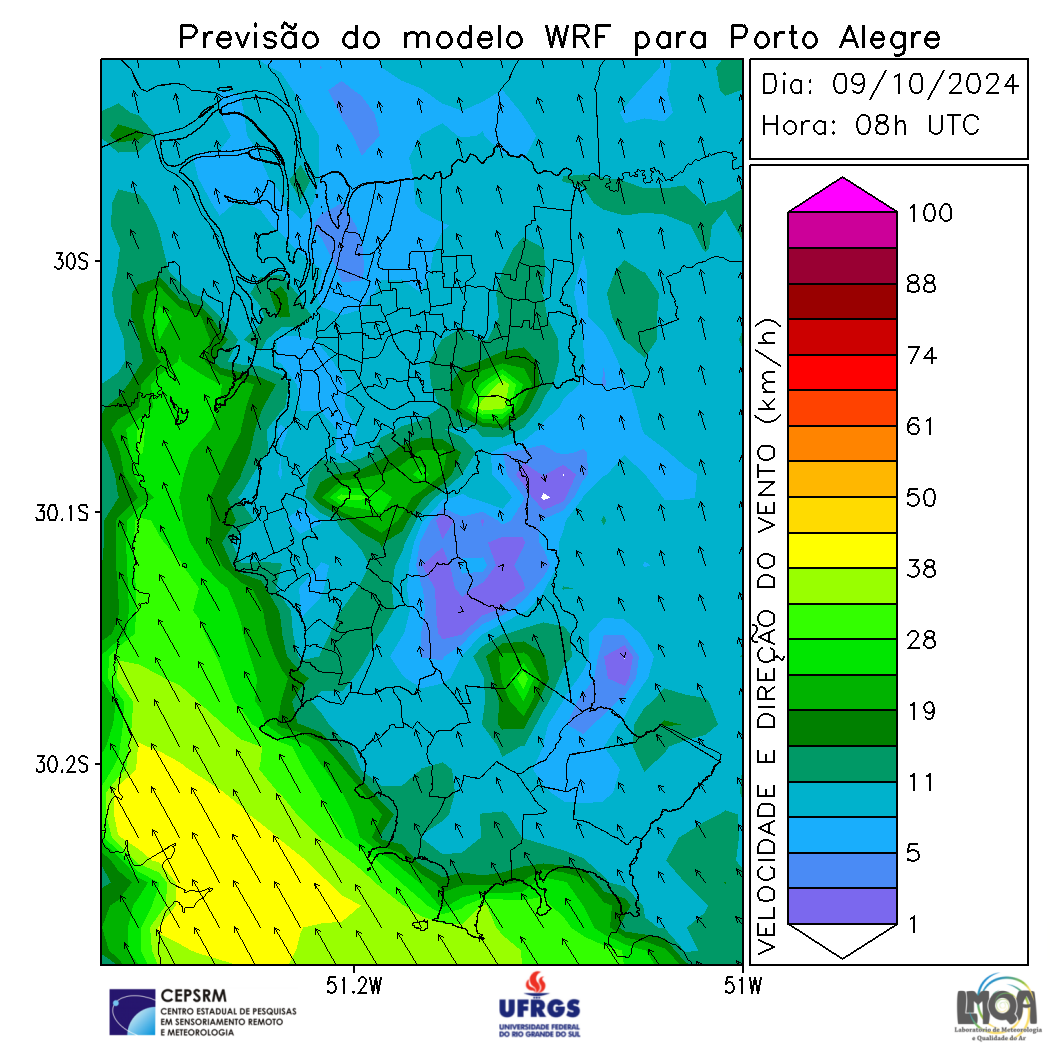 Previsão do modelo WRF para Porto Alegre
Dia: 09/10/2024
Hora: 08h UTC
30S
30.1S
30.2S
51.2W
51W
VELOCIDADE E DIREÇÃO DO VENTO (km/h)
100
88
74
61
50
38
28
19
11
5
1
CEPSRM
CENTRO ESTADUAL DE PESQUISAS
EM SENSORIAMENTO REMOTO
E METEOROLOGIA
UFRGS
UNIVERSIDADE FEDERAL
DO RIO GRANDE DO SUL
LMQA
Laboratório de Meteorologia
e Qualidade do Ar